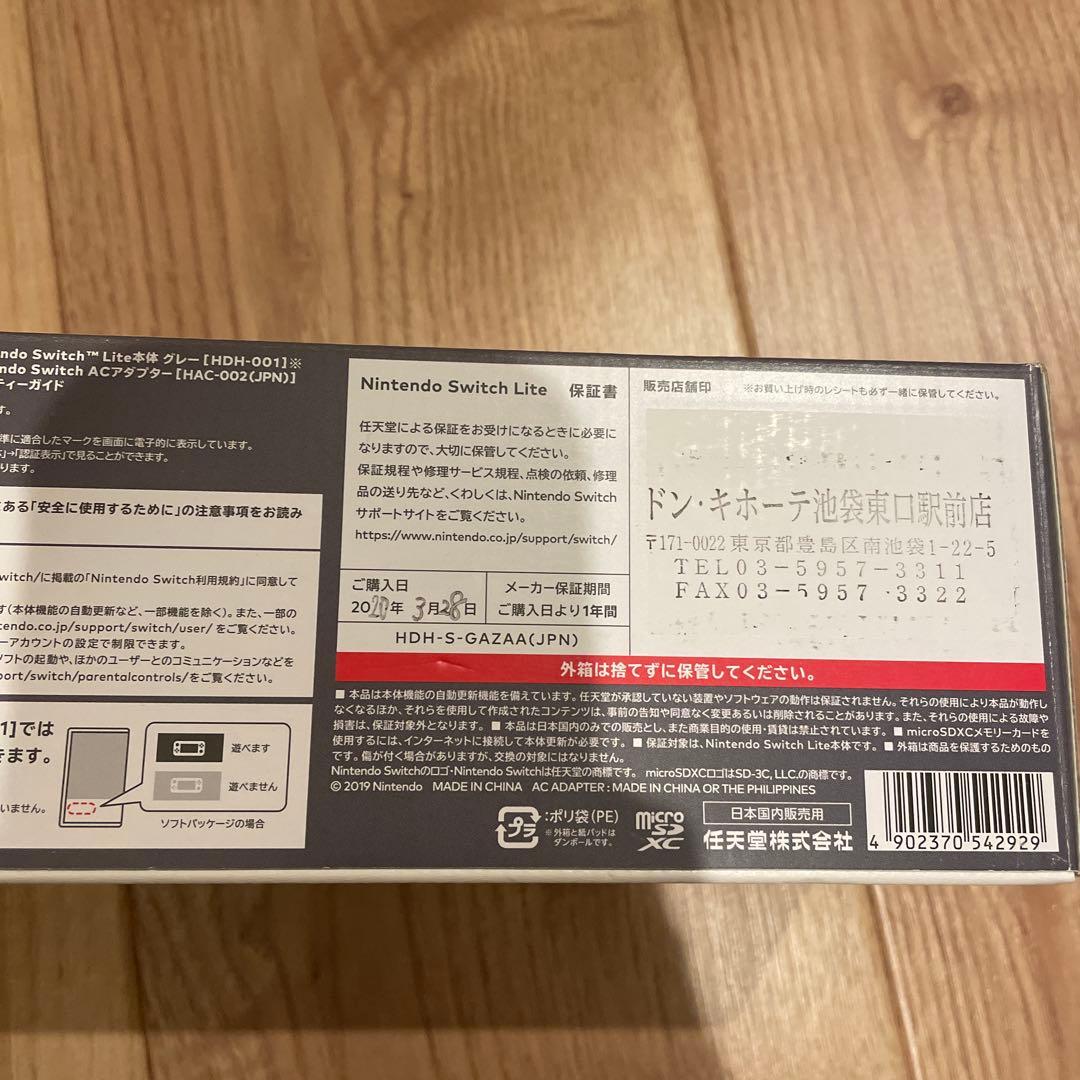 ndo Switch™ Lite本体 グレー[HDH-001]※
ndo Switch ACアダプター[HAC-002(JPN)]
ティーガイド
す。
準に適合したマークを画面に電子的に表示しています。
」→「認証表示」で見ることができます。
ります。
ある「安全に使用するために」の注意事項をお読み
switch/に掲載の「Nintendo Switch利用規約」に同意して
す(本体機能の自動更新など、一部機能を除く)。また、一部の
tendo.co.jp/support/switch/user/ をご覧ください。
ーアカウントの設定で制限できます。
ソフトの起動や、ほかのユーザーとのコミュニケーションなどを
port/switch/parentalcontrols/をご覧ください。
1]では
きます。
いません。
遊べます
遊べません
ソフトパッケージの場合
Nintendo Switch Lite 保証書
任天堂による保証をお受けになるときに必要に
なりますので、大切に保管してください。
保証規程や修理サービス規程、点検の依頼、修理
品の送り先など、くわしくは、Nintendo Switch
サポートサイトをご覧ください。
https://www.nintendo.co.jp/support/switch/
ご購入日
年 3月28日
メーカー保証期間
ご購入日より1年間
HDH-S-GAZAA(JPN)
販売店舗印 ※お買い上げ時のレシートも必ず一緒に保管してください。
ドン・キホーテ池袋東口駅前店
〒171-0022 東京都豊島区南池袋1-22-5
TEL03-5957-3311
FAX03-5957-3322
外箱は捨てずに保管してください。
■ 本品は本体機能の自動更新機能を備えています。任天堂が承認していない装置やソフトウェアの動作は保証されません。それらの使用により本品が動作し
なくなるほか、それらを使用して作成されたコンテンツは、事前の告知や同意なく変更あるいは削除されることがあります。また、それらの使用による故障や
損害は、保証対象外となります。 ■ 本品は日本国内のみでの販売とし、また商業目的の使用・賃貸は禁止されています。 ■ microSDXCメモリーカードを
使用するには、インターネットに接続して本体更新が必要です。 ■ 保証対象は、Nintendo Switch Lite本体です。 ■ 外箱は商品を保護するためのもの
です。傷が付く場合がありますが、交換の対象にはなりません。
Nintendo Switchのロゴ・Nintendo Switchは任天堂の商標です。 microSDXCロゴはSD-3C, LLC.の商標です。
© 2019 Nintendo MADE IN CHINA AC ADAPTER : MADE IN CHINA OR THE PHILIPPINES
プラ
:ポリ袋(PE)
※外箱と紙パッドは
ダンボールです。
micro
SD
XC
日本国内販売用
任天堂株式会社
4 902370 542929